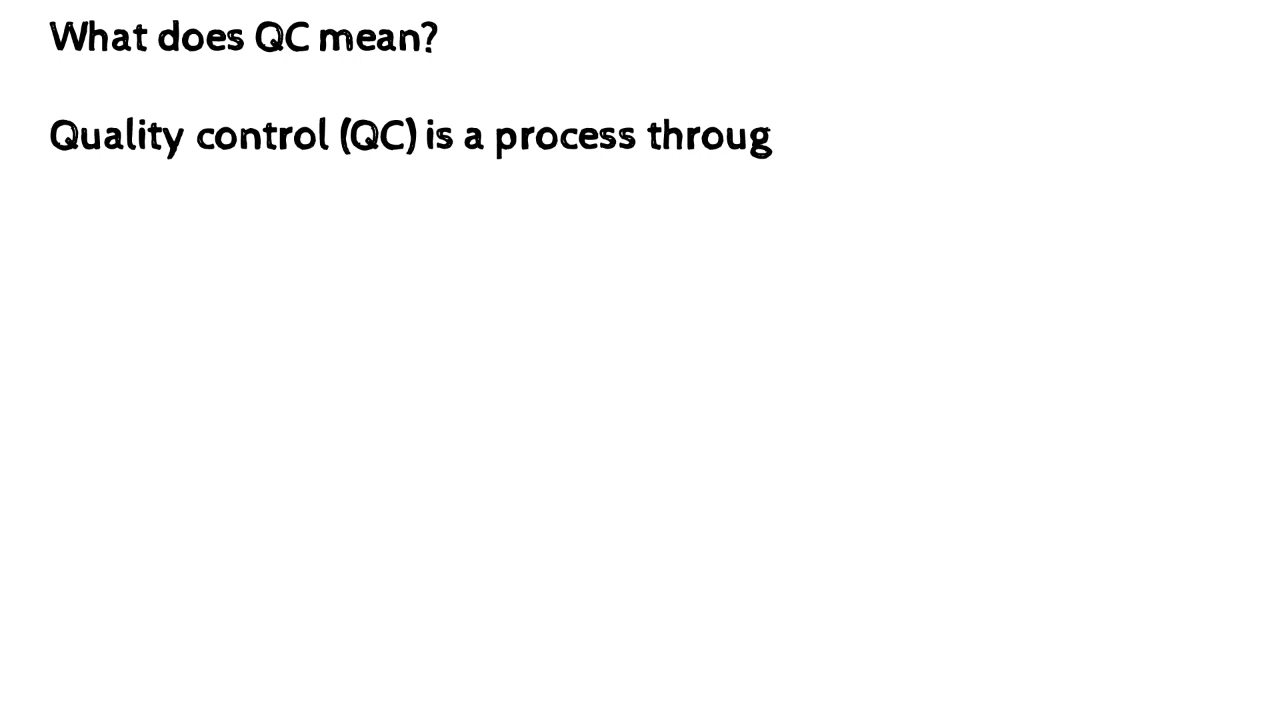 What does QC mean?
Quality control (QC) is a process throug